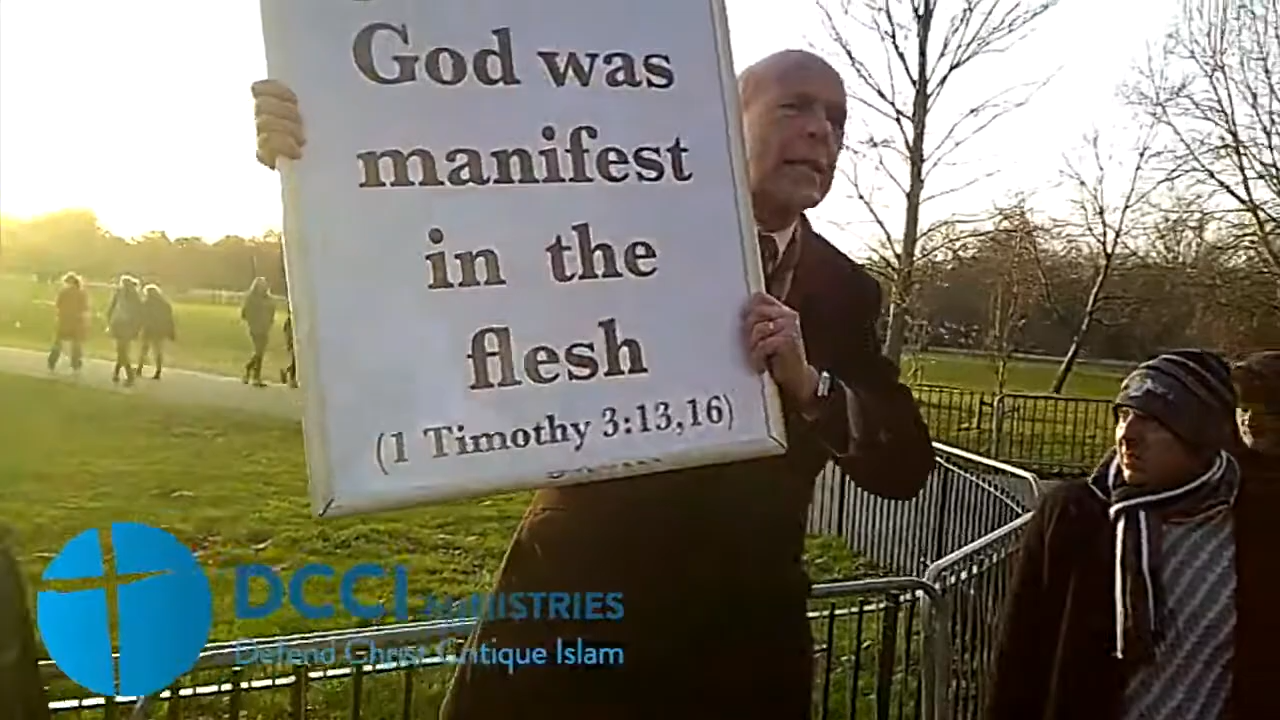 God was
manifest
in the
flesh
(1 Timothy 3:13,16)
DCCI MINISTRIES
Defend Christ Critique Islam